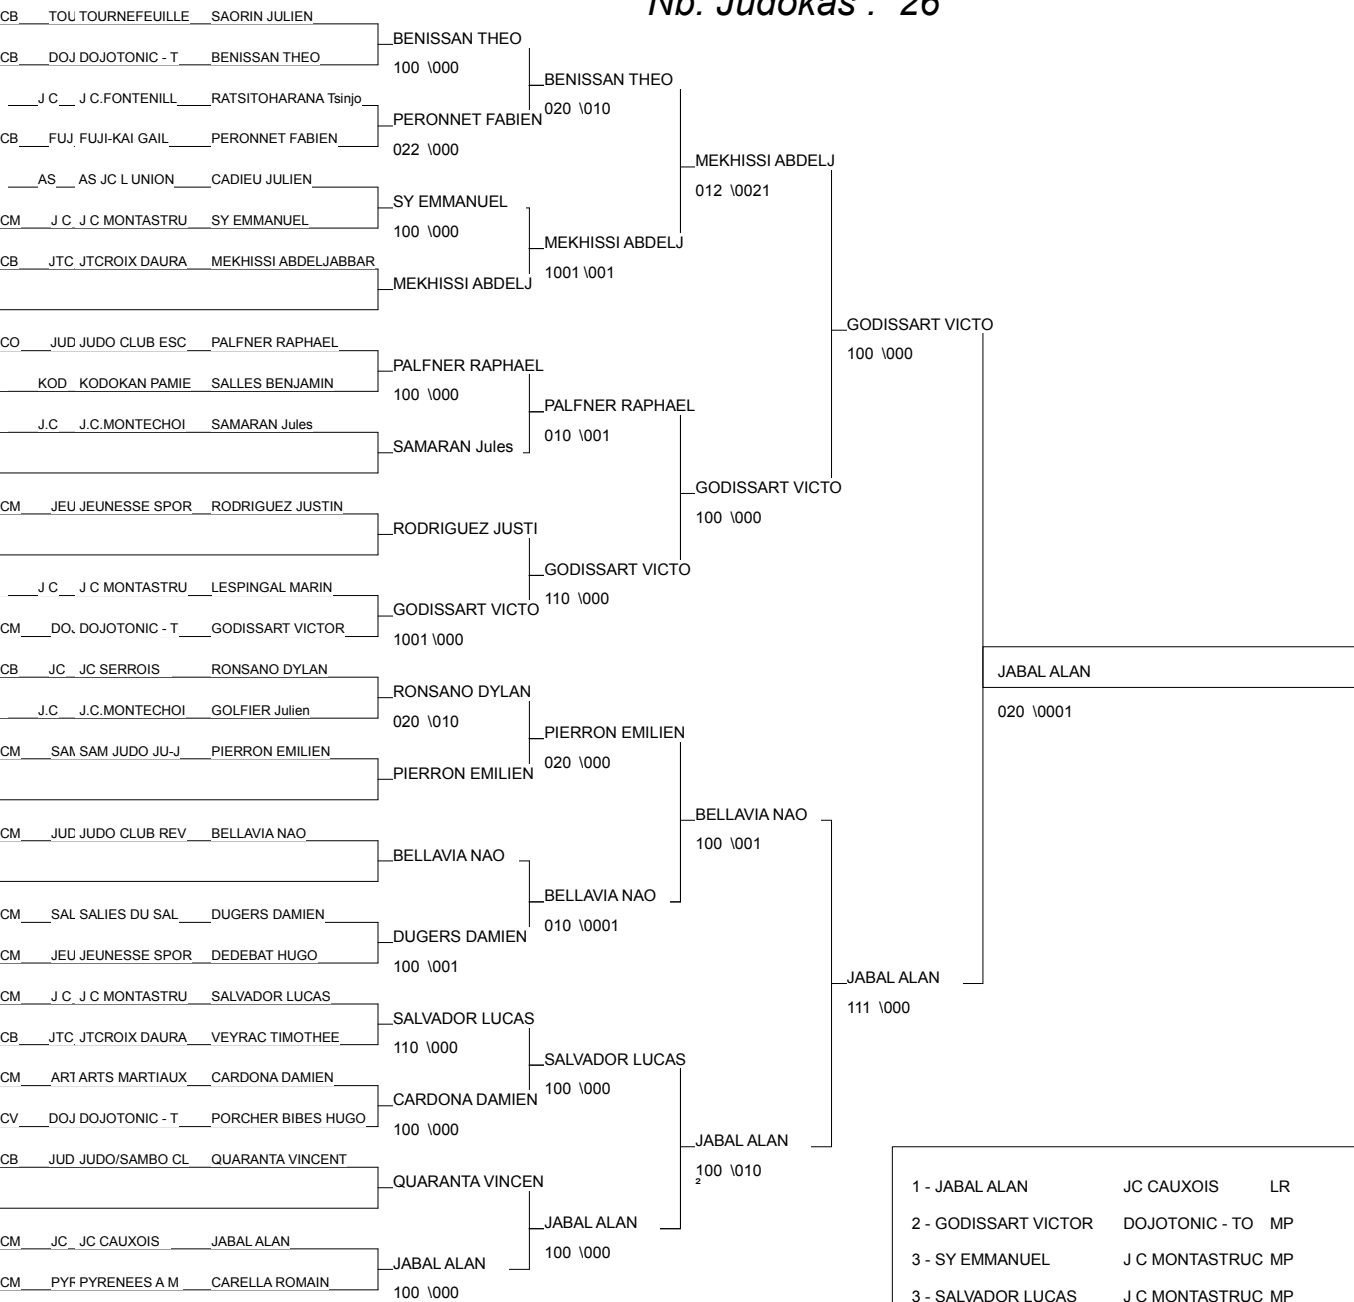 Nb. Judokas : 26
CB TOU TOURNEFEUILLE SAORIN JULIEN
BENISSAN THEO
CB DOJ DOJOTONIC - T BENISSAN THEO
100 \000
BENISSAN THEO
J C J C.FONTENILL RATSITOHARANA Tsinjo
020 \010
PERONNET FABIEN
CB FUJ FUJI-KAI GAIL PERONNET FABIEN
022 \000
MEKHISSI ABDELJ
AS AS JC L UNION CADIEU JULIEN
012 \0021
SY EMMANUEL
CM J C J C MONTASTRU SY EMMANUEL
100 \000
MEKHISSI ABDELJ
CB JTC JTCROIX DAURA MEKHISSI ABDELJABBAR
1001 \001
MEKHISSI ABDELJ
GODISSART VICTO
CO JUD JUDO CLUB ESC PALFNER RAPHAEL
100 \000
PALFNER RAPHAEL
KOD KODOKAN PAMIE SALLES BENJAMIN
100 \000
PALFNER RAPHAEL
J.C J.C.MONTECHOI SAMARAN Jules
010 \001
SAMARAN Jules
GODISSART VICTO
CM JEU JEUNESSE SPOR RODRIGUEZ JUSTIN
100 \000
RODRIGUEZ JUSTI
GODISSART VICTO
J C J C MONTASTRU LESPINGAL MARIN
110 \000
GODISSART VICTO
CM DOJ DOJOTONIC - T GODISSART VICTOR
1001 \000
CB JC JC SERROIS RONSANO DYLAN
JABAL ALAN
RONSANO DYLAN
J.C J.C.MONTECHOI GOLFIER Julien
020 \0001
020 \010
PIERRON EMILIEN
CM SAM SAM JUDO JU-J PIERRON EMILIEN
020 \000
PIERRON EMILIEN
BELLAVIA NAO
CM JUD JUDO CLUB REV BELLAVIA NAO
100 \001
BELLAVIA NAO
BELLAVIA NAO
CM SAL SALIES DU SAL DUGERS DAMIEN
010 \0001
DUGERS DAMIEN
CM JEU JEUNESSE SPOR DEDEBAT HUGO
100 \001
JABAL ALAN
CM J C J C MONTASTRU SALVADOR LUCAS
111 \000
SALVADOR LUCAS
CB JTC JTCROIX DAURA VEYRAC TIMOTHEE
110 \000
SALVADOR LUCAS
CM ART ARTS MARTIAUX CARDONA DAMIEN
100 \000
CARDONA DAMIEN
CV DOJ DOJOTONIC - T PORCHER BIBES HUGO
100 \000
JABAL ALAN
CB JUD JUDO/SAMBO CL QUARANTA VINCENT
100 \010
2
QUARANTA VINCEN
1 - JABAL ALAN JC CAUXOIS LR
JABAL ALAN
2 - GODISSART VICTOR DOJOTONIC - TO MP
CM JC JC CAUXOIS JABAL ALAN
100 \000
3 - SY EMMANUEL J C MONTASTRUC MP
JABAL ALAN
CM PYR PYRENEES A M CARELLA ROMAIN
100 \000
3 - SALVADOR LUCAS J C MONTASTRUC MP